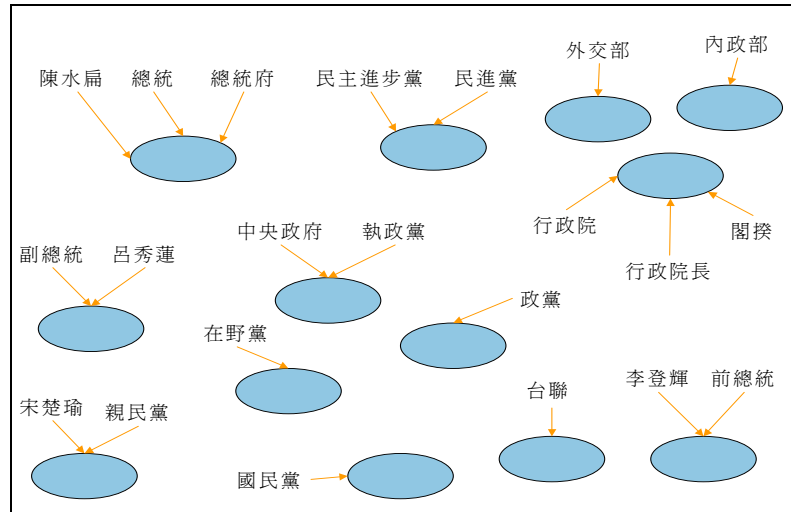 外交部
內政部
陳水扁 總統 總統府
民主進步黨 民進黨
行政院
行政院長
閣揆
中央政府 執政黨
副總統 呂秀蓮
政黨
在野黨
台聯
李登輝 前總統
宋楚瑜 親民黨
國民黨